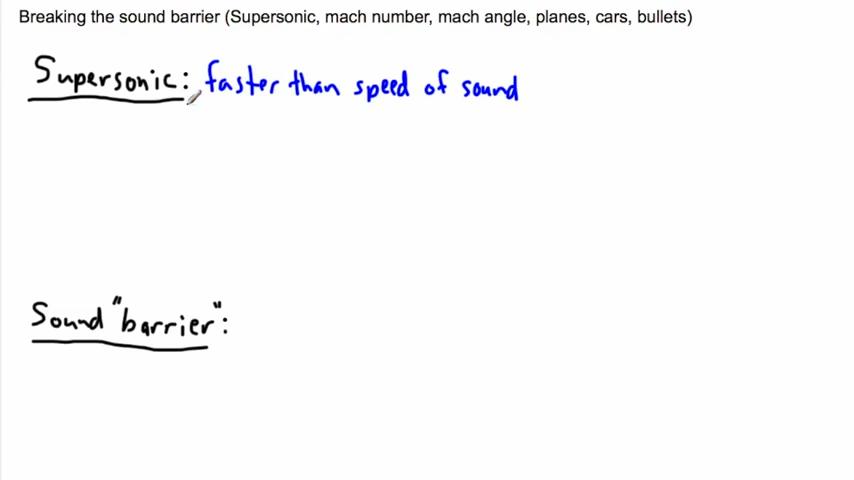 Breaking the sound barrier (Supersonic, mach number, mach angle, planes, cars, bullets)
Supersonic: faster than speed of sound
Sound "barrier":